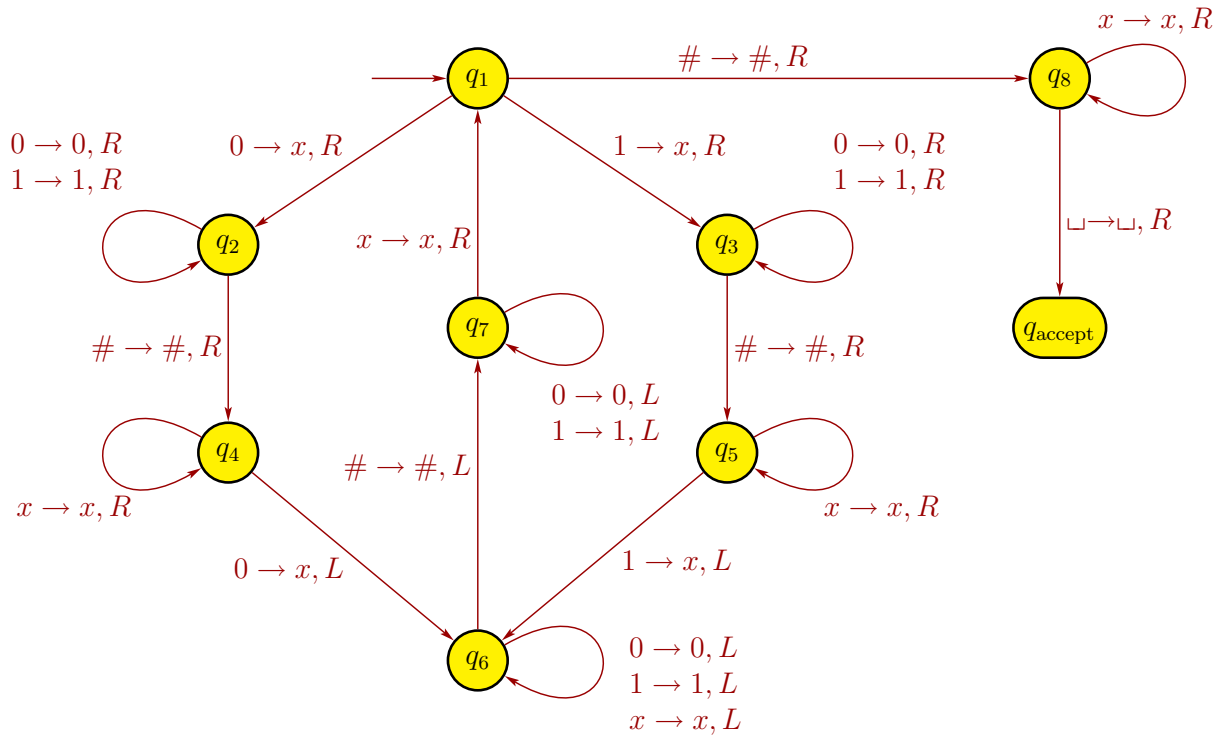 x → x, R
q₁
# → #, R
q₈
0 → 0, R
1 → 1, R
0 → x, R
1 → x, R
0 → 0, R
1 → 1, R
q₂
x → x, R
q₃
␣→␣, R
q₇
q_accept
# → #, R
# → #, R
0 → 0, L
1 → 1, L
q₄
# → #, L
q₅
x → x, R
x → x, R
0 → x, L
1 → x, L
q₆
0 → 0, L
1 → 1, L
x → x, L